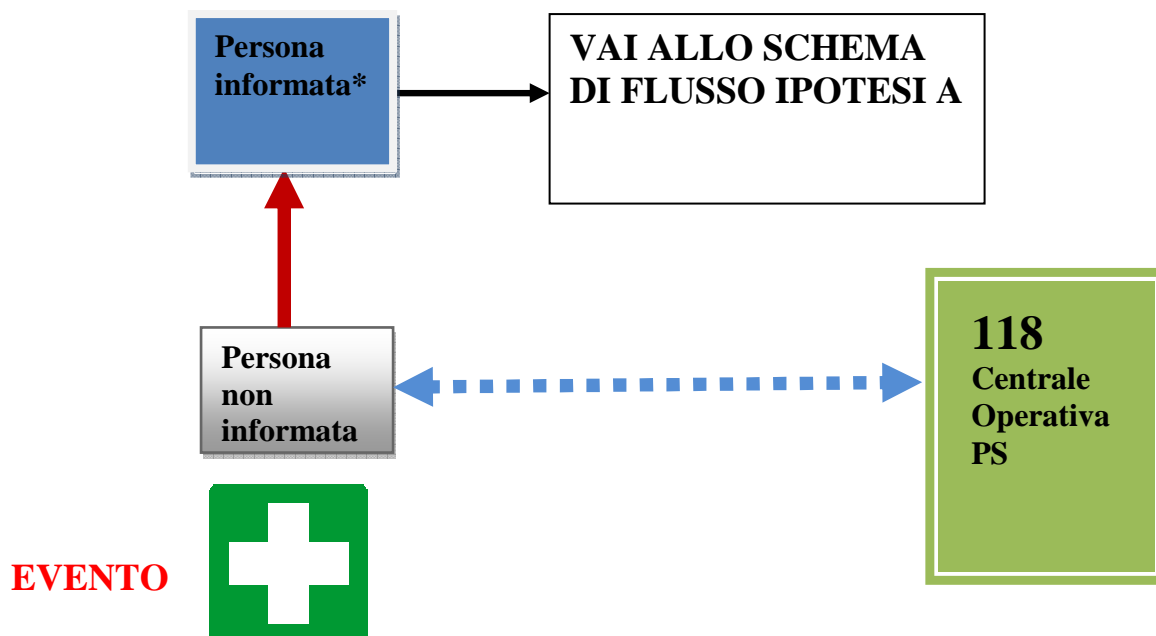 Persona
informata*
VAI ALLO SCHEMA
DI FLUSSO IPOTESI A
Persona
non
informata
118
Centrale
Operativa
PS
EVENTO